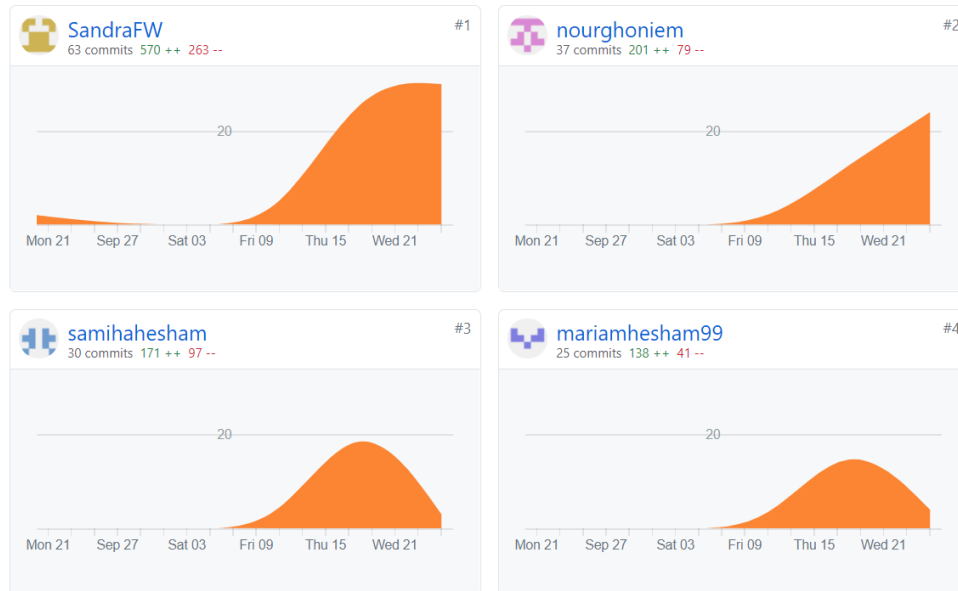 SandraFW
#1
63 commits 570 ++ 263 --
20
Mon 21 Sep 27 Sat 03 Fri 09 Thu 15 Wed 21
nourghoniem
#2
37 commits 201 ++ 79 --
20
Mon 21 Sep 27 Sat 03 Fri 09 Thu 15 Wed 21
samihahesham
#3
30 commits 171 ++ 97 --
20
Mon 21 Sep 27 Sat 03 Fri 09 Thu 15 Wed 21
mariamhesham99
#4
25 commits 138 ++ 41 --
20
Mon 21 Sep 27 Sat 03 Fri 09 Thu 15 Wed 21